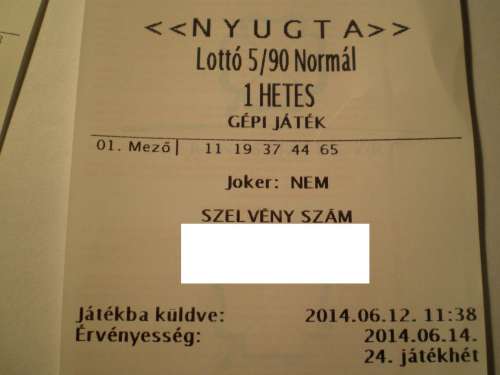 <<NYUGTA>>
Lottó 5/90 Normál
1 HETES
GÉPI JÁTÉK
01. Mező| 11 19 37 44 65
Joker: NEM
SZELVÉNY SZÁM
Játékba küldve: 2014.06.12. 11:38
Érvényesség: 2014.06.14.
24. játékhét